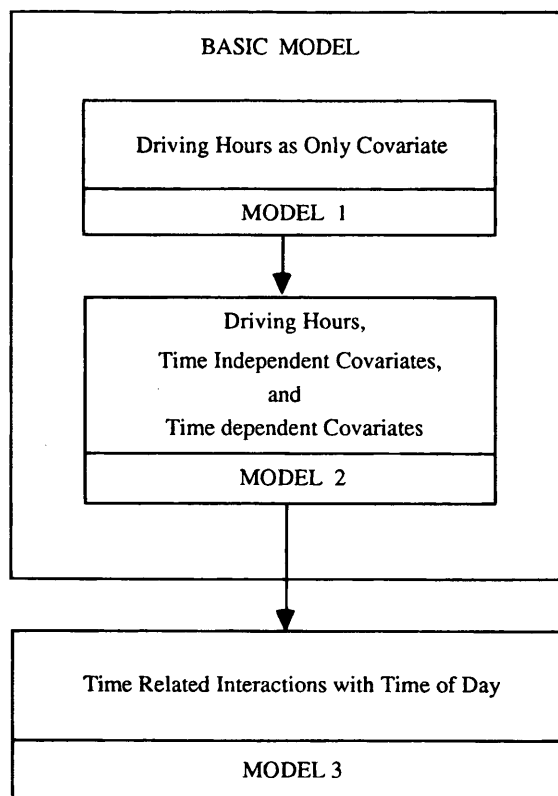 BASIC MODEL
Driving Hours as Only Covariate
MODEL 1
Driving Hours,
Time Independent Covariates,
and
Time dependent Covariates
MODEL 2
Time Related Interactions with Time of Day
MODEL 3